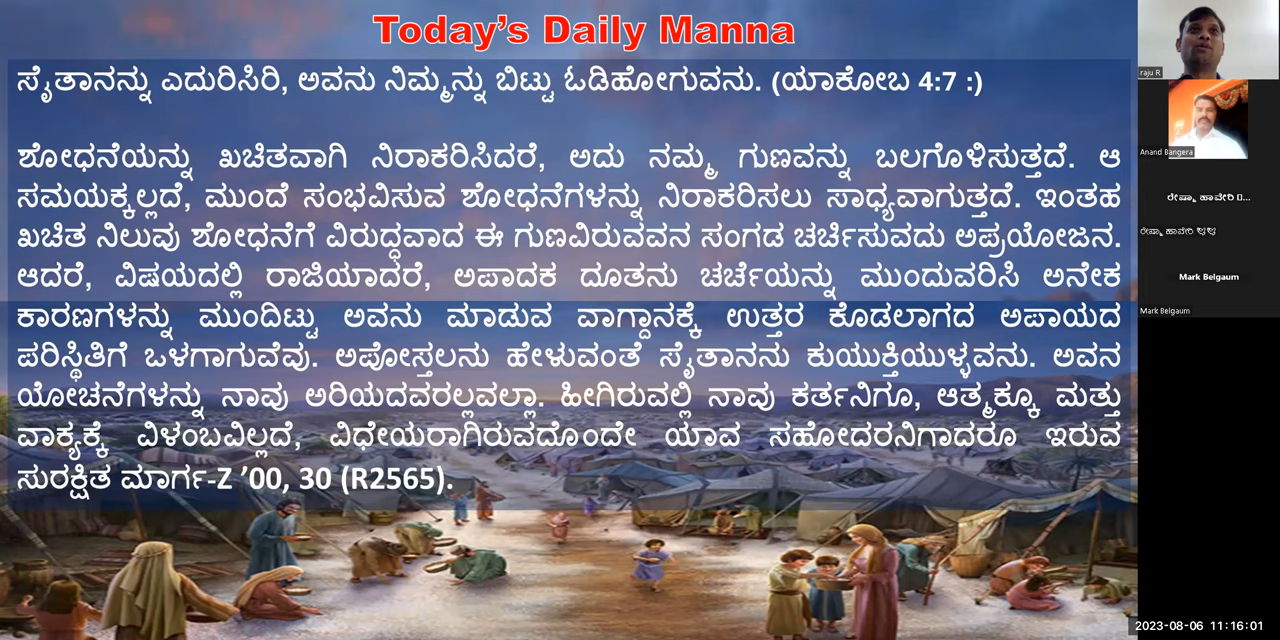 Today's Daily Manna
ಸೈತಾನನ್ನು ಎದುರಿಸಿರಿ, ಅವನು ನಿಮ್ಮನ್ನು ಬಿಟ್ಟು ಓಡಿಹೋಗುವನು. (ಯಾಕೋಬ 4:7 :)
ಶೋಧನೆಯನ್ನು ಖಚಿತವಾಗಿ ನಿರಾಕರಿಸಿದರೆ, ಅದು ನಮ್ಮ ಗುಣವನ್ನು ಬಲಗೊಳಿಸುತ್ತದೆ. ಆ
ಸಮಯಕ್ಕಲ್ಲದೆ, ಮುಂದೆ ಸಂಭವಿಸುವ ಶೋಧನೆಗಳನ್ನು ನಿರಾಕರಿಸಲು ಸಾಧ್ಯವಾಗುತ್ತದೆ. ಇಂತಹ
ಖಚಿತ ನಿಲುವು ಶೋಧನೆಗೆ ವಿರುದ್ಧವಾದ ಈ ಗುಣವಿರುವವನ ಸಂಗಡ ಚರ್ಚಿಸುವದು ಅಪ್ರಯೋಜನ.
ಆದರೆ, ವಿಷಯದಲ್ಲಿ ರಾಜಿಯಾದರೆ, ಅಪಾದಕ ದೂತನು ಚರ್ಚೆಯನ್ನು ಮುಂದುವರಿಸಿ ಅನೇಕ
ಕಾರಣಗಳನ್ನು ಮುಂದಿಟ್ಟು ಅವನು ಮಾಡುವ ವಾಗ್ದಾನಕ್ಕೆ ಉತ್ತರ ಕೊಡಲಾಗದ ಅಪಾಯದ
ಪರಿಸ್ಥಿತಿಗೆ ಒಳಗಾಗುವೆವು. ಅಪೋಸ್ತಲನು ಹೇಳುವಂತೆ ಸೈತಾನನು ಕುಯುಕ್ತಿಯುಳ್ಳವನು. ಅವನ
ಯೋಚನೆಗಳನ್ನು ನಾವು ಅರಿಯದವರಲ್ಲವಲ್ಲಾ. ಹೀಗಿರುವಲ್ಲಿ ನಾವು ಕರ್ತನಿಗೂ, ಆತ್ಮಕ್ಕೂ ಮತ್ತು
ವಾಕ್ಯಕ್ಕೆ ವಿಳಂಬವಿಲ್ಲದೆ, ವಿಧೇಯರಾಗಿರುವದೊಂದೇ ಯಾವ ಸಹೋದರನಿಗಾದರೂ ಇರುವ
ಸುರಕ್ಷಿತ ಮಾರ್ಗ-Z '00, 30 (R2565).
raju R
Anand Bangera
ರೇಷ್ಮಾ ಹಾವೇರಿ ...
ರೇಷ್ಮಾ ಹಾವೇರಿ
Mark Belgaum
Mark Belgaum
2023-08-06 11:16:01